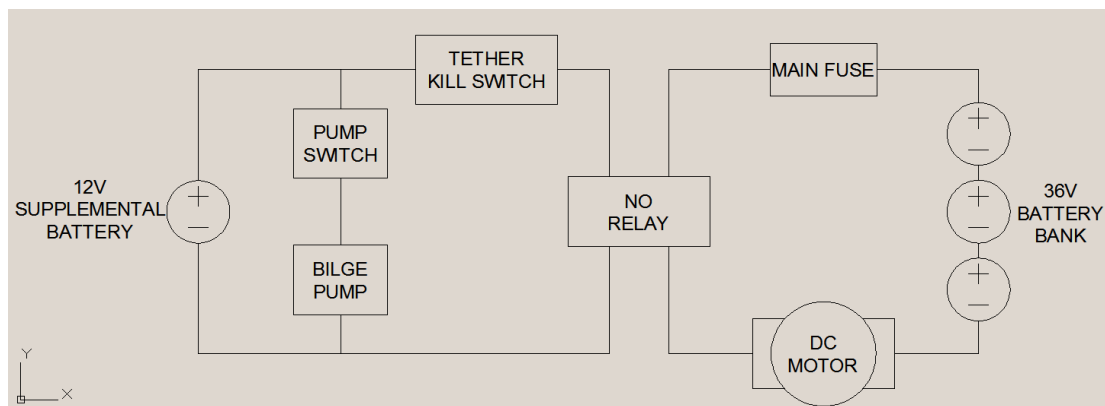 TETHER
KILL SWITCH
MAIN FUSE
PUMP
SWITCH
12V
SUPPLEMENTAL
BATTERY
NO
RELAY
36V
BATTERY
BANK
BILGE
PUMP
DC
MOTOR
Y
X